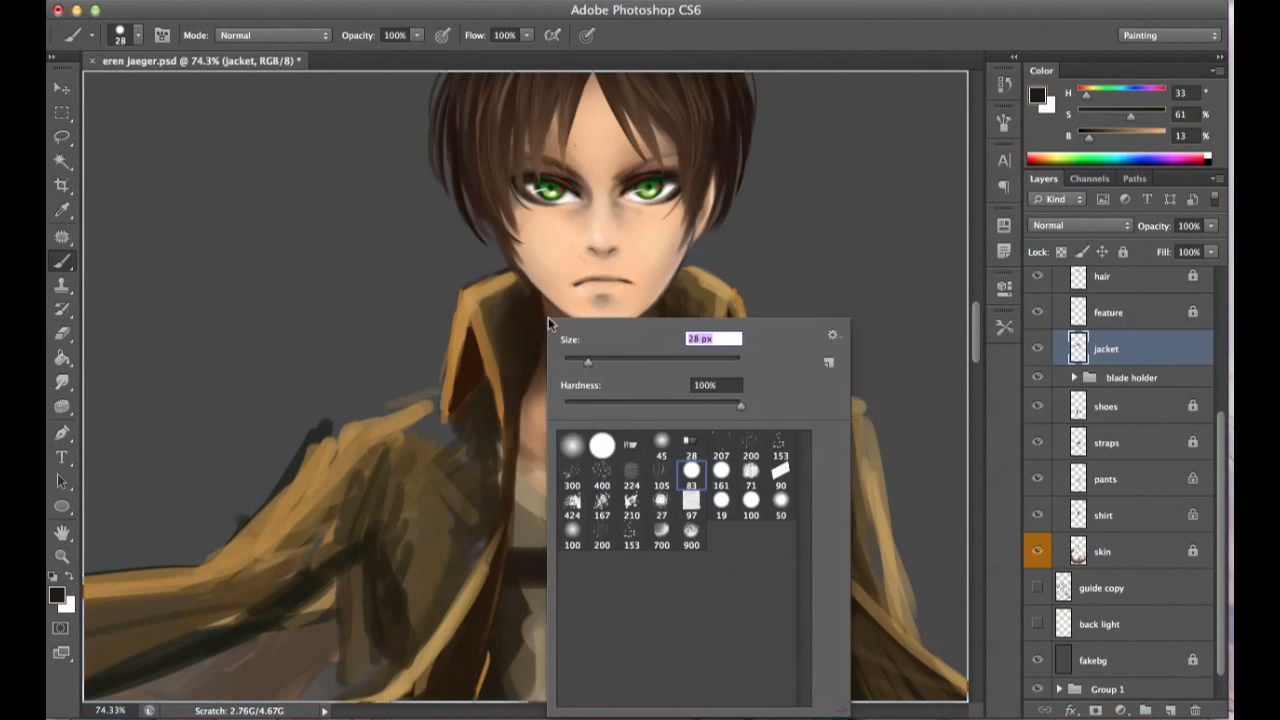 Adobe Photoshop CS6
28 Mode: Normal Opacity: 100% Flow: 100% Painting
eren jaeger.psd @ 74.3% (jacket, RGB/8) *
Color
H 33 °
S 61 %
B 13 %
Layers Channels Paths
Kind
Normal Opacity: 100%
Lock: Fill: 100%
hair
feature
jacket
blade holder
shoes
straps
pants
shirt
skin
guide copy
back light
fakebg
Group 1
Size: 28 px
Hardness: 100%
45 28 207 200 153
300 400 224 105 83 161 71 90
424 167 210 27 97 19 100 50
100 200 153 700 900
74.33% Scratch: 2.76G/4.67G